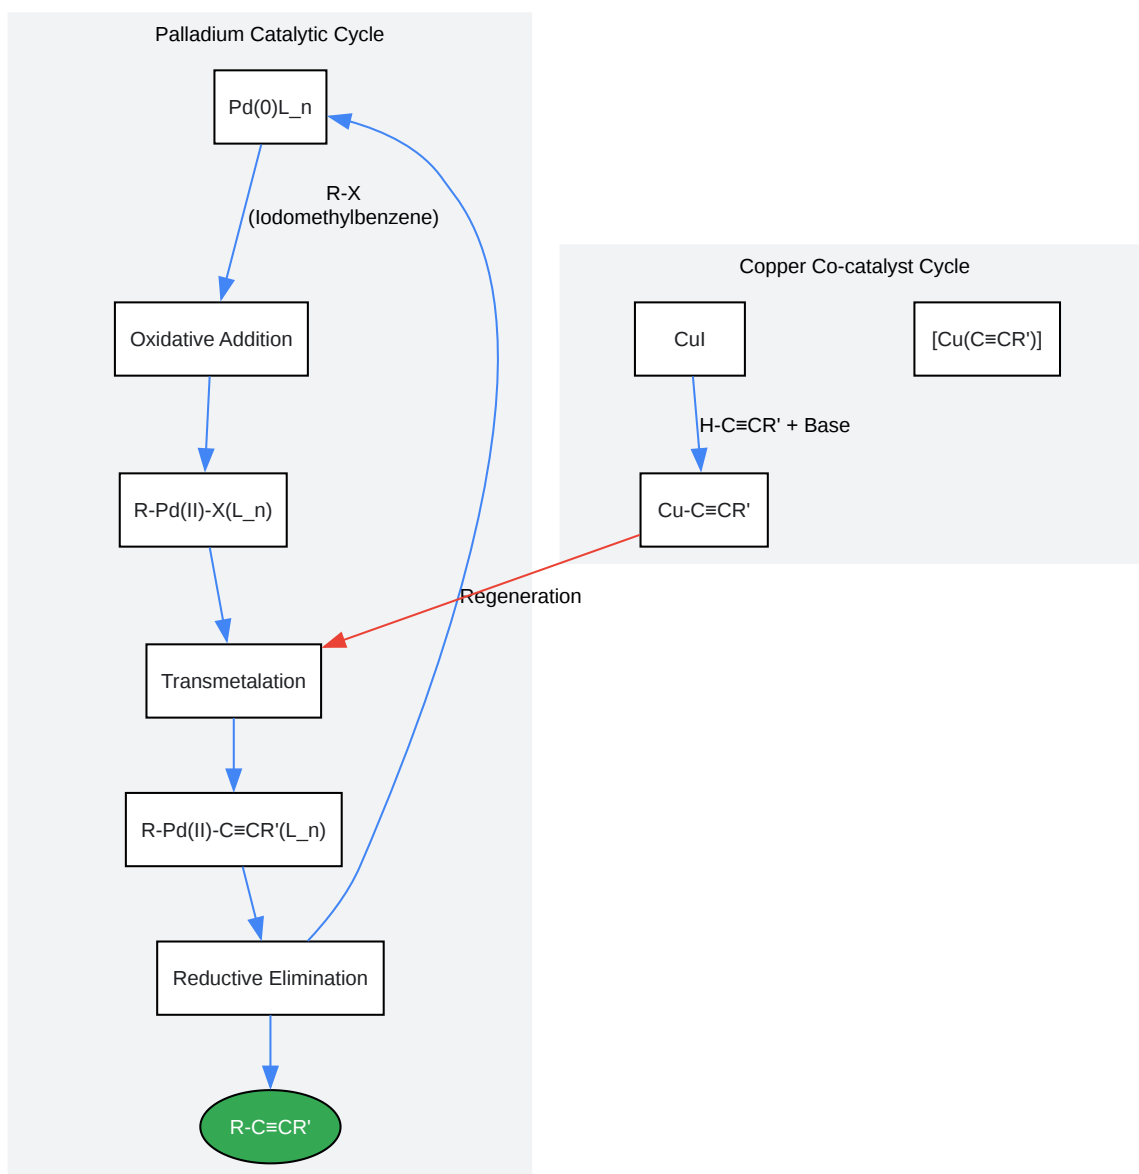 Palladium Catalytic Cycle
Pd(0)L_n
R-X
(Iodomethylbenzene)
Oxidative Addition
R-Pd(II)-X(L_n)
Transmetalation
R-Pd(II)-C≡CR'(L_n)
Reductive Elimination
R-C≡CR'
Copper Co-catalyst Cycle
CuI
[Cu(C≡CR')]
H-C≡CR' + Base
Cu-C≡CR'
Regeneration